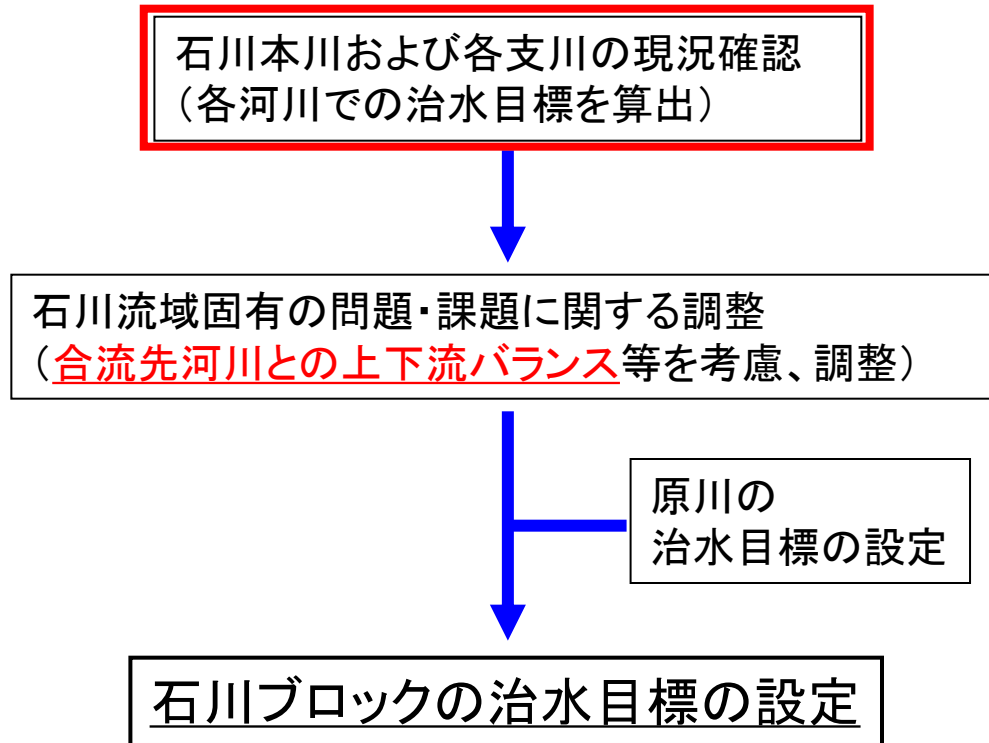 石川本川および各支川の現況確認
（各河川での治水目標を算出）
石川流域固有の問題・課題に関する調整
（合流先河川との上下流バランス等を考慮、調整）
原川の
治水目標の設定
石川ブロックの治水目標の設定